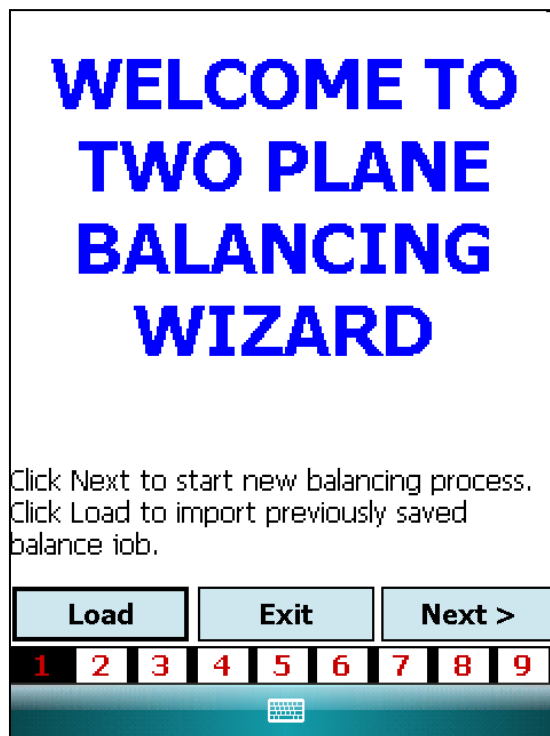 WELCOME TO
TWO PLANE
BALANCING
WIZARD
Click Next to start new balancing process.
Click Load to import previously saved
balance job.
Load Exit Next >
1 2 3 4 5 6 7 8 9